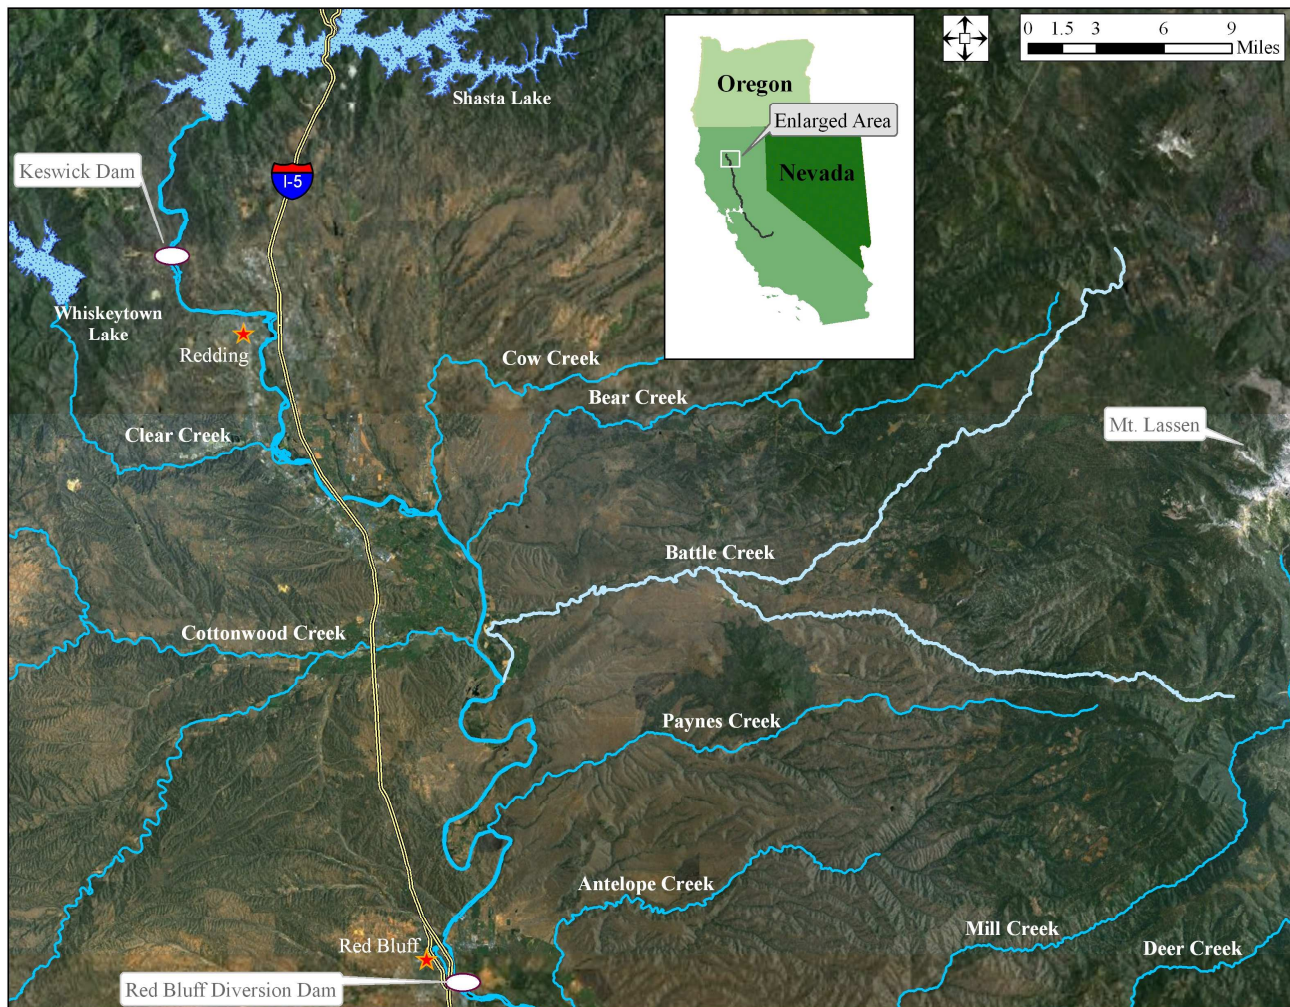 0 1.5 3 6 9
Miles
Oregon
Enlarged Area
Nevada
Shasta Lake
Keswick Dam
I-5
Whiskeytown
Lake
Redding
Cow Creek
Bear Creek
Clear Creek
Mt. Lassen
Battle Creek
Cottonwood Creek
Paynes Creek
Antelope Creek
Mill Creek
Red Bluff
Deer Creek
Red Bluff Diversion Dam